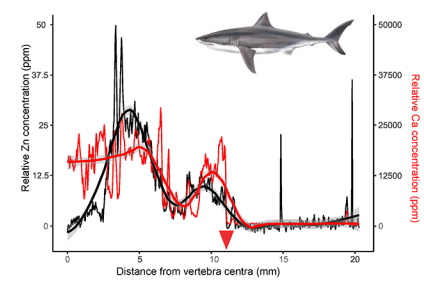 50
37.5
25
12.5
0
Relative Zn concentration (ppm)
50000
37500
25000
12500
0
Relative Ca concentration (ppm)
0 5 10 15 20
Distance from vertebra centra (mm)